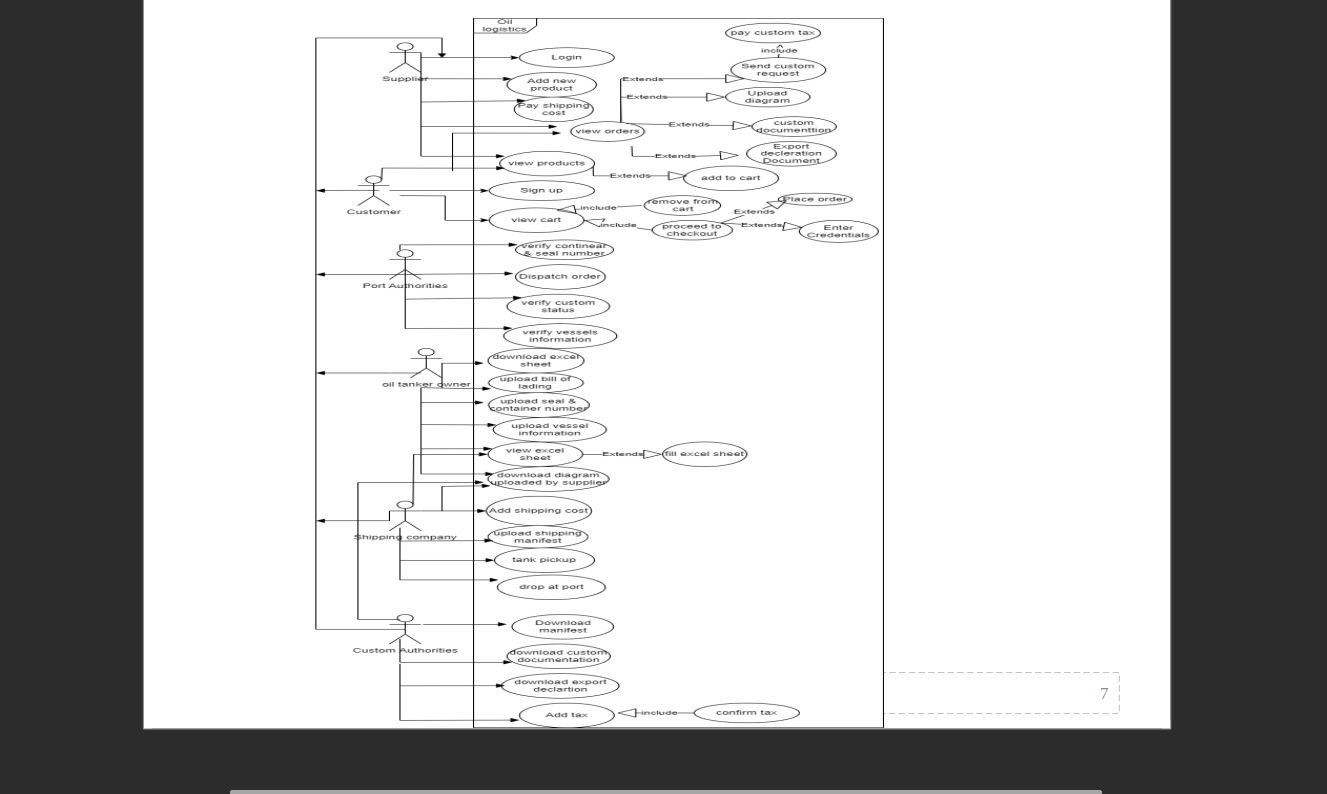 Oil
logistics
pay custom tax
include
Send custom
request
Login
Supplier
Extends
Add new
product
Upload
diagram
Extends
Pay shipping
cost
custom
documenttion
Extends
view orders
Export
decleration
Document
Extends
view products
Extends
add to cart
Sign up
Customer
remove from
cart
include
Place order
Extends
view cart
include
proceed to
checkout
Extends
Enter
Credentials
verify continear
& seal number
Port Authorities
Dispatch order
verify custom
status
verify vessels
information
download excel
sheet
oil tanker owner
upload bill of
lading
upload seal &
container number
upload vessel
information
view excel
sheet
Extends
fill excel sheet
download diagram
uploaded by supplier
Add shipping cost
Shipping company
upload shipping
manifest
tank pickup
drop at port
Download
manifest
Custom Authorities
download custom
documentation
download export
declartion
Add tax
include
confirm tax
7